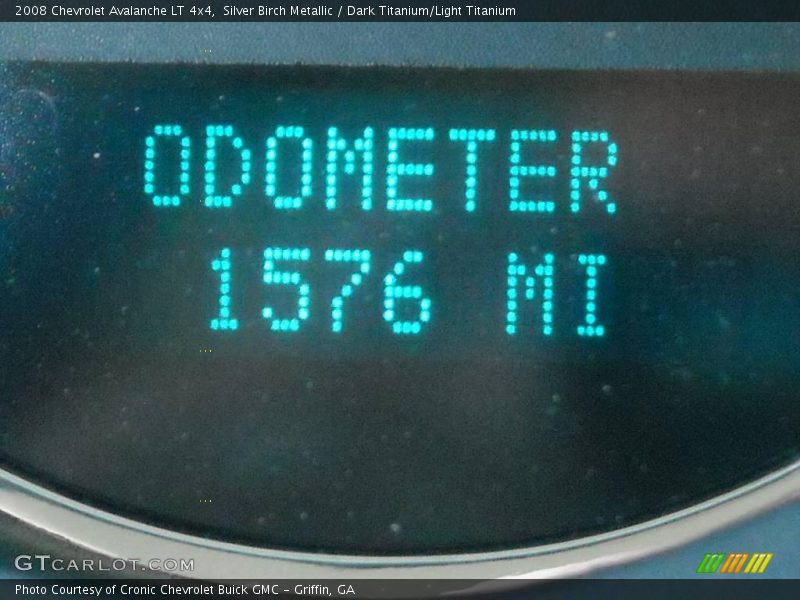 2008 Chevrolet Avalanche LT 4x4,  Silver Birch Metallic / Dark Titanium/Light Titanium
ODOMETER
1576 MI
GTCARLOT.COM
Photo Courtesy of Cronic Chevrolet Buick GMC – Griffin, GA